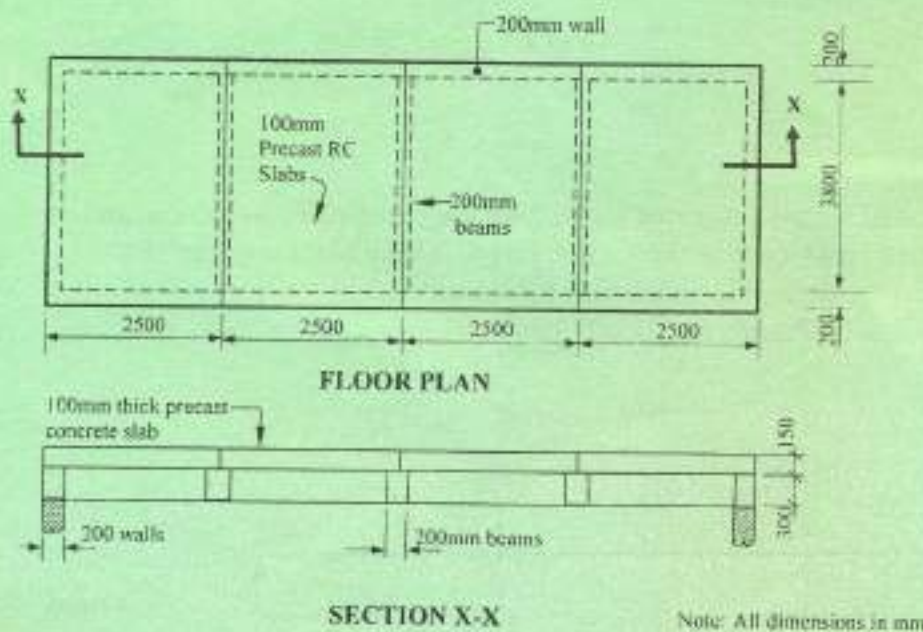 200mm wall
200
X
X
100mm
Precast RC
Slabs
200mm
beams
3800
2500
2500
2500
2500
200
FLOOR PLAN
100mm thick precast
concrete slab
150
300
200 walls
200mm beams
SECTION X-X
Note: All dimensions in mm